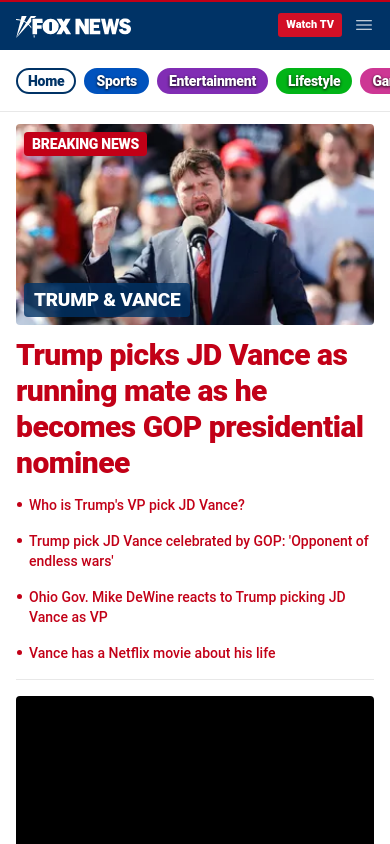 FOX NEWS
Watch TV
Home
Sports
Entertainment
Lifestyle
BREAKING NEWS
TRUMP & VANCE
Trump picks JD Vance as
running mate as he
becomes GOP presidential
nominee
• Who is Trump's VP pick JD Vance?
• Trump pick JD Vance celebrated by GOP: 'Opponent of
endless wars'
• Ohio Gov. Mike DeWine reacts to Trump picking JD
Vance as VP
• Vance has a Netflix movie about his life